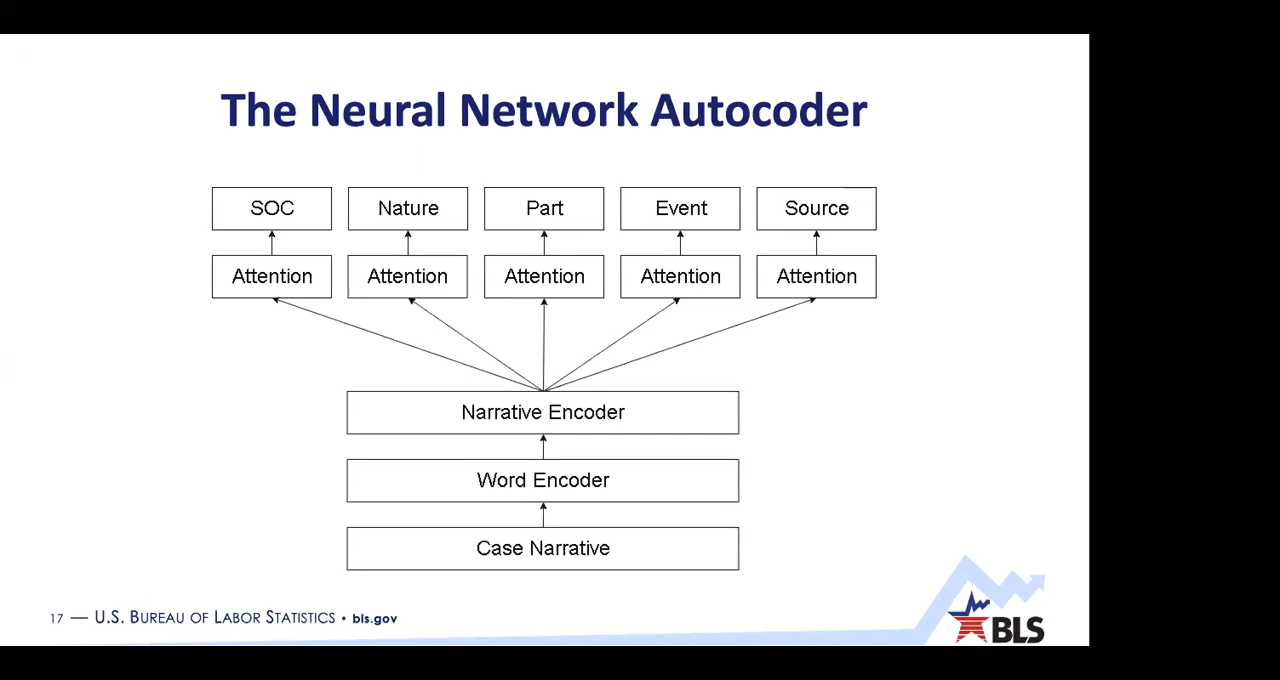 The Neural Network Autocoder
SOC Nature Part Event Source
Attention Attention Attention Attention Attention
Narrative Encoder
Word Encoder
Case Narrative
17 — U.S. BUREAU OF LABOR STATISTICS • bls.gov
BLS